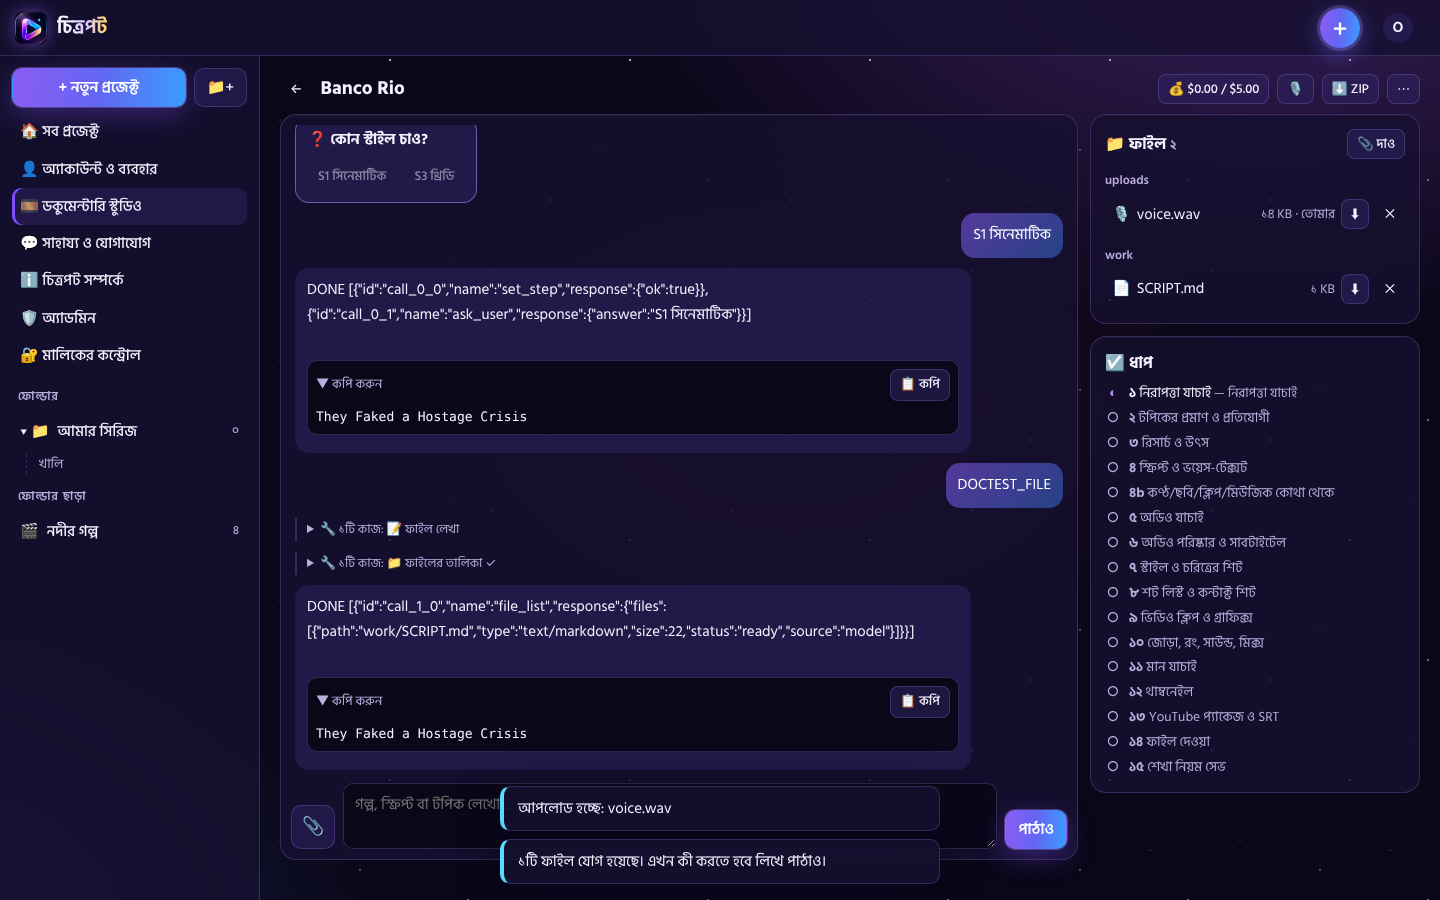 চিত্রপট
+
O
+ নতুন প্রজেক্ট
📁+
🏠 সব প্রজেক্ট
👤 অ্যাকাউন্ট ও ব্যবহার
🎞️ ডকুমেন্টারি স্টুডিও
💬 সাহায্য ও যোগাযোগ
ℹ️ চিত্রপট সম্পর্কে
🛡️ অ্যাডমিন
🔐 মালিকের কন্ট্রোল
ফোল্ডার
▾ 📁 আমার সিরিজ ০
খালি
ফোল্ডার ছাড়া
🎬 নদীর গল্প ৪
← Banco Rio
💰 $0.00 / $5.00
🎙️
⬇️ ZIP
⋯
❓ কোন স্টাইল চাও?
S1 সিনেমাটিক S3 থ্রিডি
S1 সিনেমাটিক
DONE [{"id":"call_0_0","name":"set_step","response":{"ok":true}},
{"id":"call_0_1","name":"ask_user","response":{"answer":"S1 সিনেমাটিক"}}]
▼ কপি করুন 📋 কপি
They Faked a Hostage Crisis
DOCTEST_FILE
▶ 🔧 ১টি কাজ: 📝 ফাইল লেখা
▶ 🔧 ১টি কাজ: 📁 ফাইলের তালিকা ✓
DONE [{"id":"call_1_0","name":"file_list","response":{"files":
[{"path":"work/SCRIPT.md","type":"text/markdown","size":22,"status":"ready","source":"model"}]}}]
▼ কপি করুন 📋 কপি
They Faked a Hostage Crisis
📎
গল্প, স্ক্রিপ্ট বা টপিক লেখো
পাঠাও
আপলোড হচ্ছে: voice.wav
১টি ফাইল যোগ হয়েছে। এখন কী করতে হবে লিখে পাঠাও।
📁 ফাইল ২ 📎 দাও
uploads
🎙️ voice.wav ১৪ KB · তোমার ⬇ ✕
work
📄 SCRIPT.md ১ KB ⬇ ✕
☑️ ধাপ
১ নিরাপত্তা যাচাই — নিরাপত্তা যাচাই
২ টপিকের প্রমাণ ও প্রতিযোগী
৩ রিসার্চ ও উৎস
৪ স্ক্রিপ্ট ও ভয়েস-টেক্সট
৪b কণ্ঠ/ছবি/ক্লিপ/মিউজিক কোথা থেকে
৫ অডিও যাচাই
৬ অডিও পরিষ্কার ও সাবটাইটেল
৭ স্টাইল ও চরিত্রের শিট
৮ শট লিস্ট ও কন্টাক্ট শিট
৯ ভিডিও ক্লিপ ও গ্রাফিক্স
১০ জোড়া, রং, সাউন্ড, মিক্স
১১ মান যাচাই
১২ থাম্বনেইল
১৩ YouTube প্যাকেজ ও SRT
১৪ ফাইল দেওয়া
১৫ শেখা নিয়ম সেভ